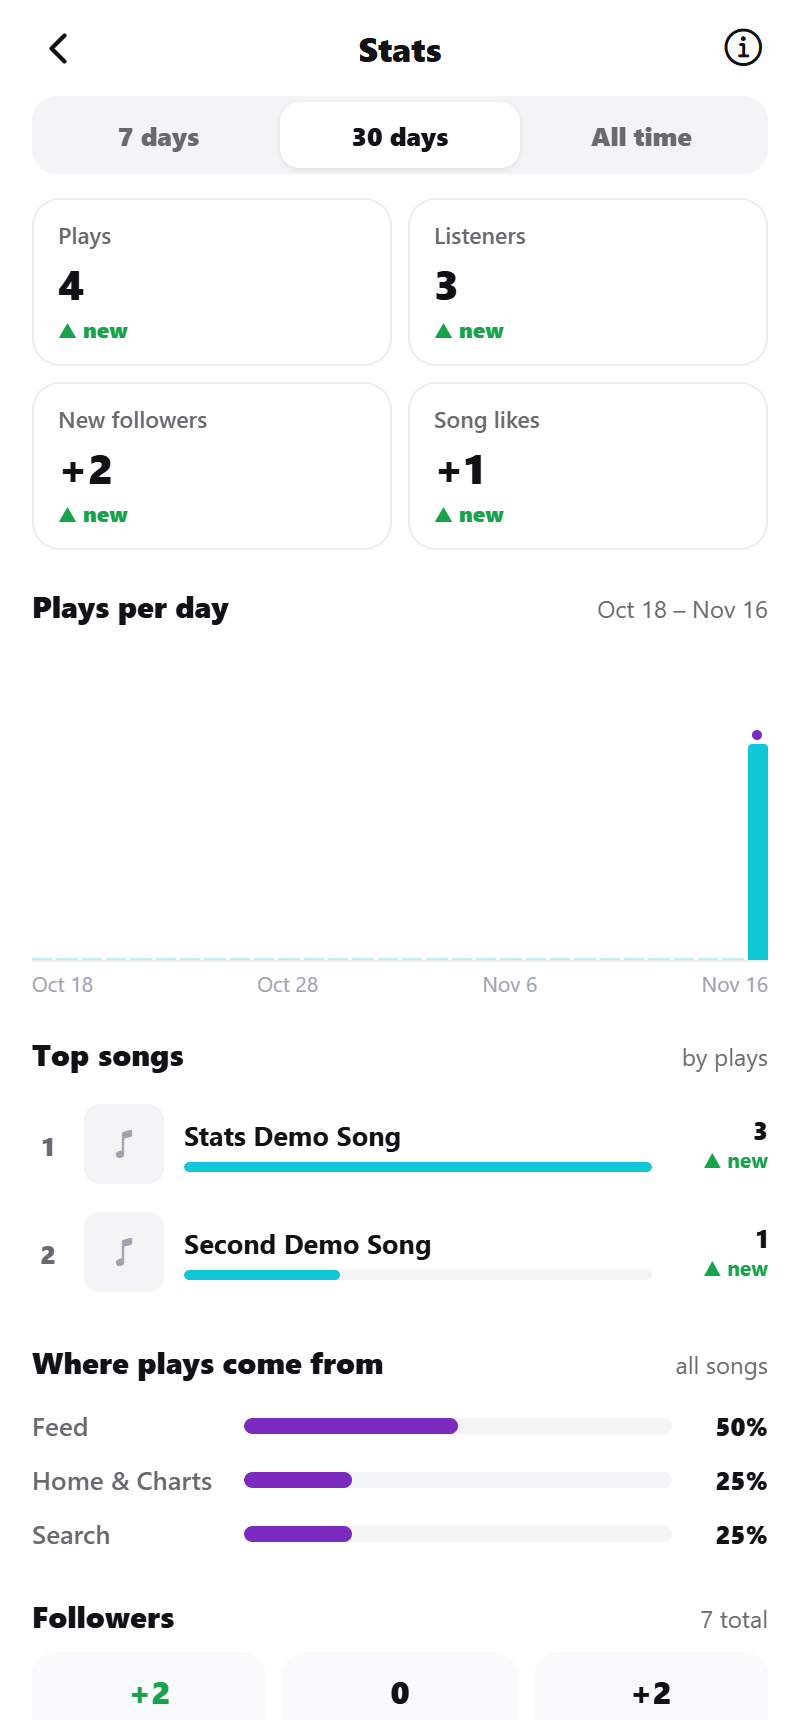 Stats
7 days
30 days
All time
Plays
4
▲ new
Listeners
3
▲ new
New followers
+2
▲ new
Song likes
+1
▲ new
Plays per day
Oct 18 – Nov 16
Oct 18
Oct 28
Nov 6
Nov 16
Top songs
by plays
1
Stats Demo Song
3
▲ new
2
Second Demo Song
1
▲ new
Where plays come from
all songs
Feed
50%
Home & Charts
25%
Search
25%
Followers
7 total
+2
0
+2